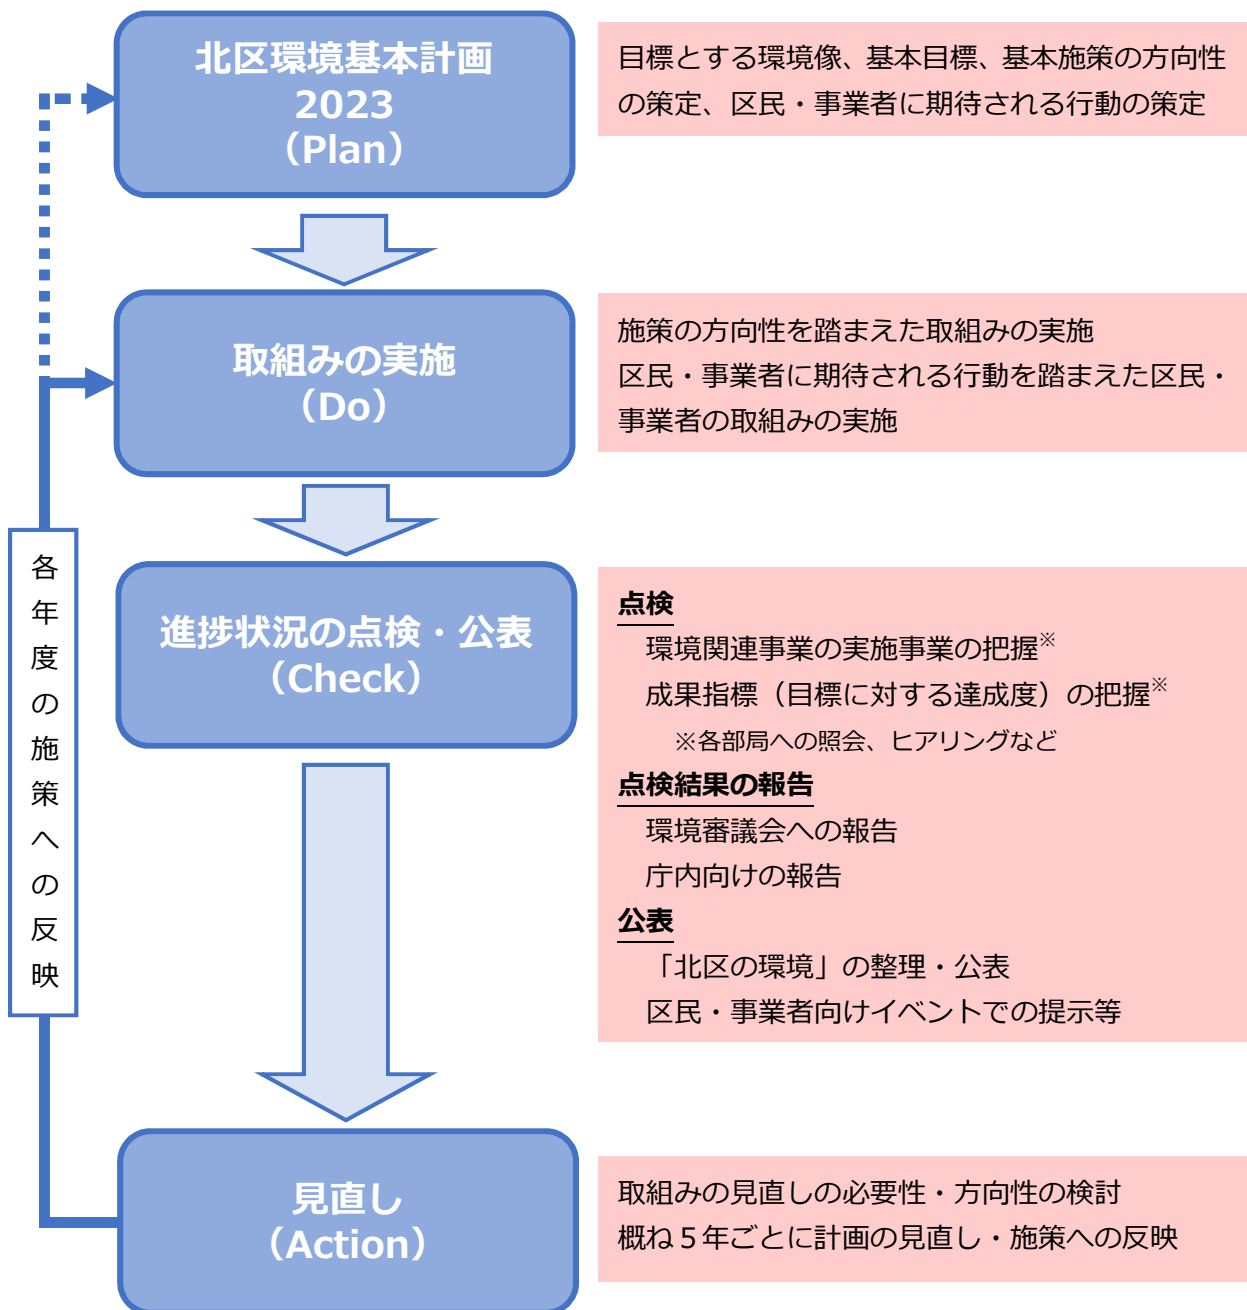 北区環境基本計画
2023
（Plan）
目標とする環境像、基本目標、基本施策の方向性
の策定、区民・事業者に期待される行動の策定
取組みの実施
（Do）
施策の方向性を踏まえた取組みの実施
区民・事業者に期待される行動を踏まえた区民・
事業者の取組みの実施
各年度の施策への反映
進捗状況の点検・公表
（Check）
点検
環境関連事業の実施事業の把握※
成果指標（目標に対する達成度）の把握※
※各部局への照会、ヒアリングなど
点検結果の報告
環境審議会への報告
庁内向けの報告
公表
「北区の環境」の整理・公表
区民・事業者向けイベントでの提示等
見直し
（Action）
取組みの見直しの必要性・方向性の検討
概ね５年ごとに計画の見直し・施策への反映